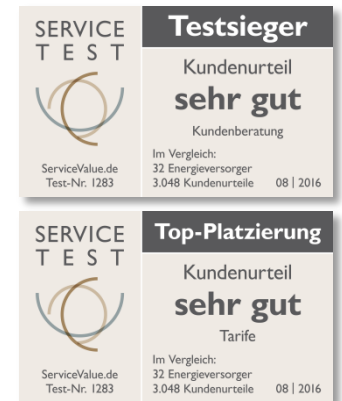 SERVICE
TEST
ServiceValue.de
Test-Nr. 1283
Testsieger
Kundenurteil
sehr gut
Kundenberatung
Im Vergleich:
32 Energieversorger
3.048 Kundenurteile 08 | 2016
SERVICE
TEST
ServiceValue.de
Test-Nr. 1283
Top-Platzierung
Kundenurteil
sehr gut
Tarife
Im Vergleich:
32 Energieversorger
3.048 Kundenurteile 08 | 2016